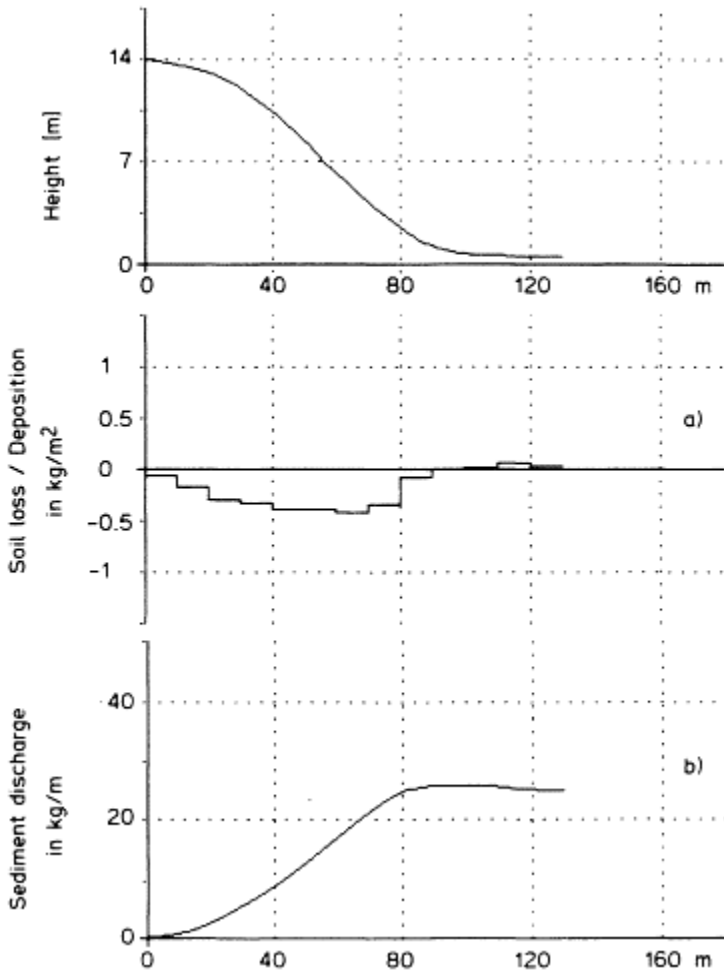 14
7
0
Height (m)
0
40
80
120
160 m
1
0.5
0
-0.5
-1
Soil loss / Deposition
in kg/m²
a)
40
20
0
Sediment discharge
in kg/m
b)
0
40
80
120
160 m